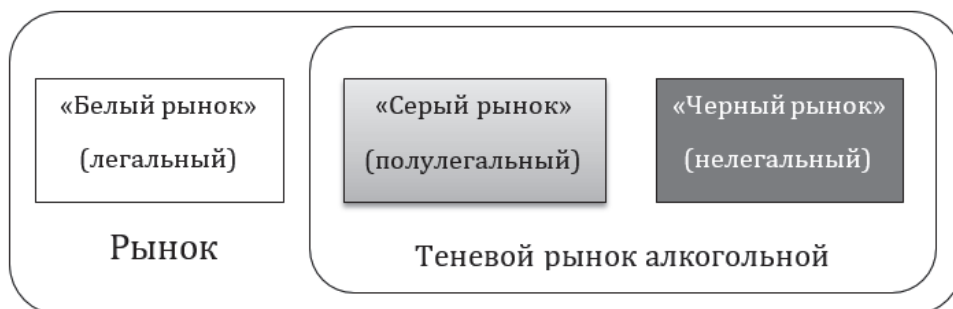 «Белый рынок»
(легальный)
«Серый рынок»
(полулегальный)
«Черный рынок»
(нелегальный)
Рынок
Теневой рынок алкогольной